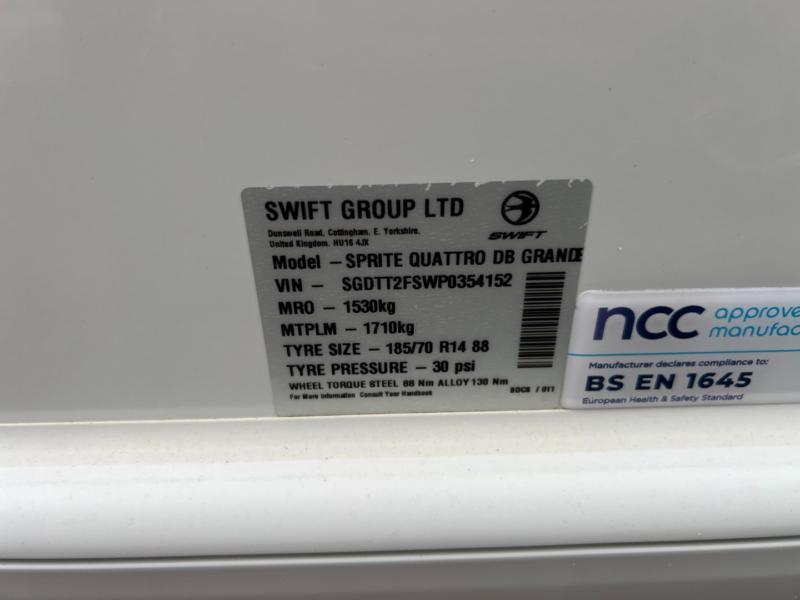 SWIFT GROUP LTD
Dunswell Road, Cottingham, E. Yorkshire,
United Kingdom, HU16 4JX
SWIFT
Model – SPRITE QUATTRO DB GRANDE
VIN – SGDTT2FSWP0354152
MRO – 1530kg
MTPLM – 1710kg
TYRE SIZE – 185/70 R14 88
TYRE PRESSURE – 30 psi
WHEEL TORQUE STEEL 88 Nm ALLOY 130 Nm
For More Information Consult Your Handbook
/ 011
ncc approve
manufac
Manufacturer declares compliance to:
BS EN 1645
European Health & Safety Standard